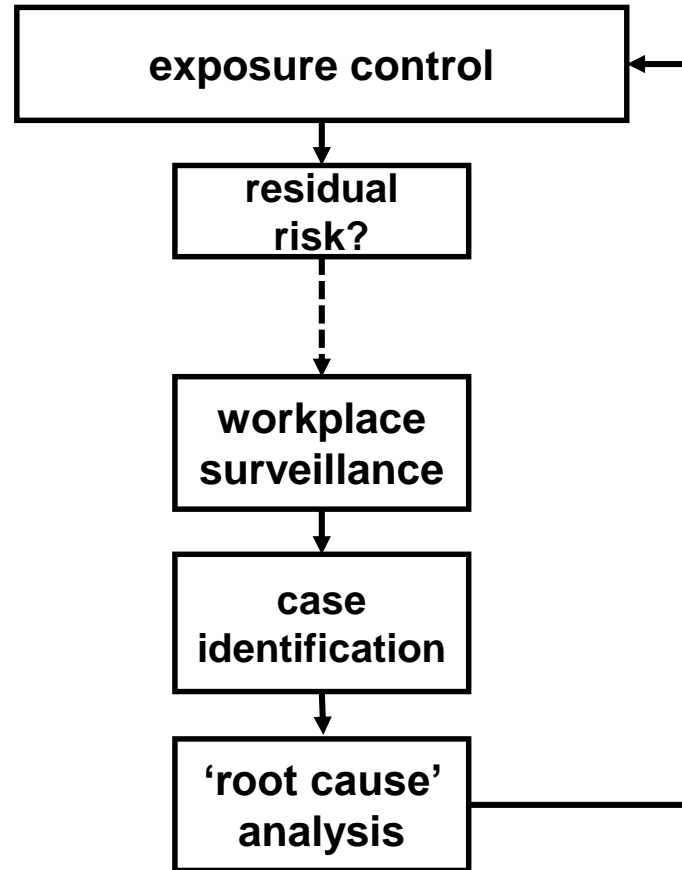 exposure control
residual
risk?
workplace
surveillance
case
identification
‘root cause’
analysis